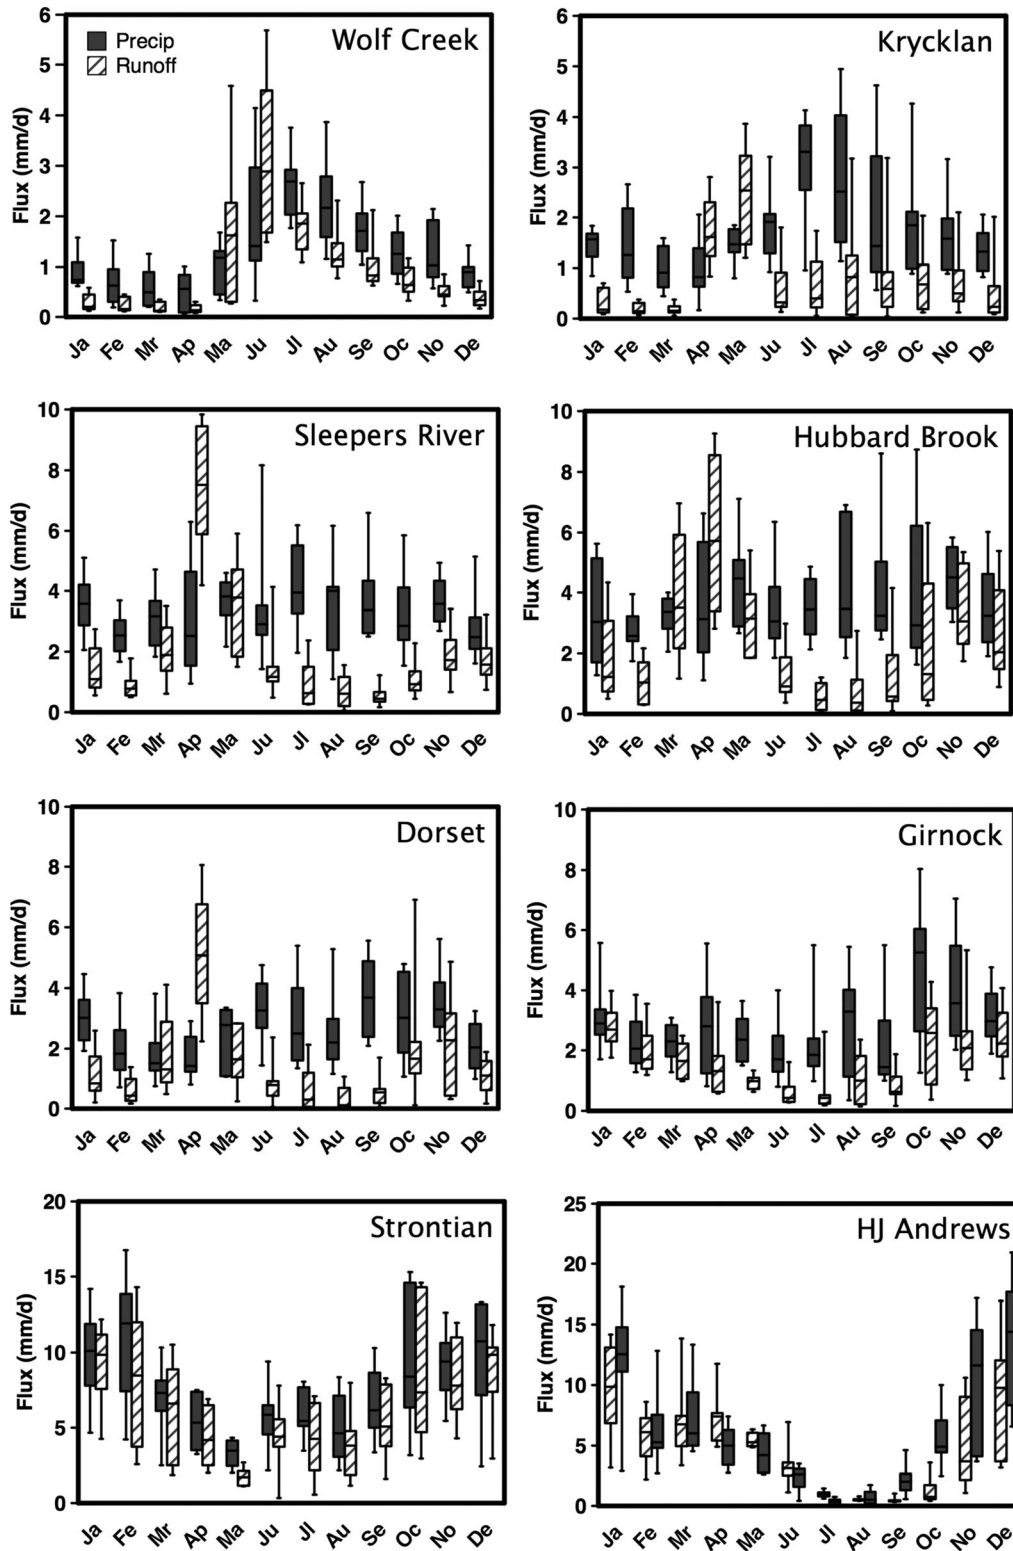 Wolf Creek
Precip
Runoff
Flux (mm/d)
6
5
4
3
2
1
0
Ja Fe Mr Ap Ma Ju Jl Au Se Oc No De
Krycklan
Flux (mm/d)
6
5
4
3
2
1
0
Ja Fe Mr Ap Ma Ju Jl Au Se Oc No De
Sleepers River
Flux (mm/d)
10
8
6
4
2
0
Ja Fe Mr Ap Ma Ju Jl Au Se Oc No De
Hubbard Brook
Flux (mm/d)
10
8
6
4
2
0
Ja Fe Mr Ap Ma Ju Jl Au Se Oc No De
Dorset
Flux (mm/d)
10
8
6
4
2
0
Ja Fe Mr Ap Ma Ju Jl Au Se Oc No De
Girnock
Flux (mm/d)
10
8
6
4
2
0
Ja Fe Mr Ap Ma Ju Jl Au Se Oc No De
Strontian
Flux (mm/d)
20
15
10
5
0
Ja Fe Mr Ap Ma Ju Jl Au Se Oc No De
HJ Andrews
Flux (mm/d)
25
20
15
10
5
0
Ja Fe Mr Ap Ma Ju Jl Au Se Oc No De